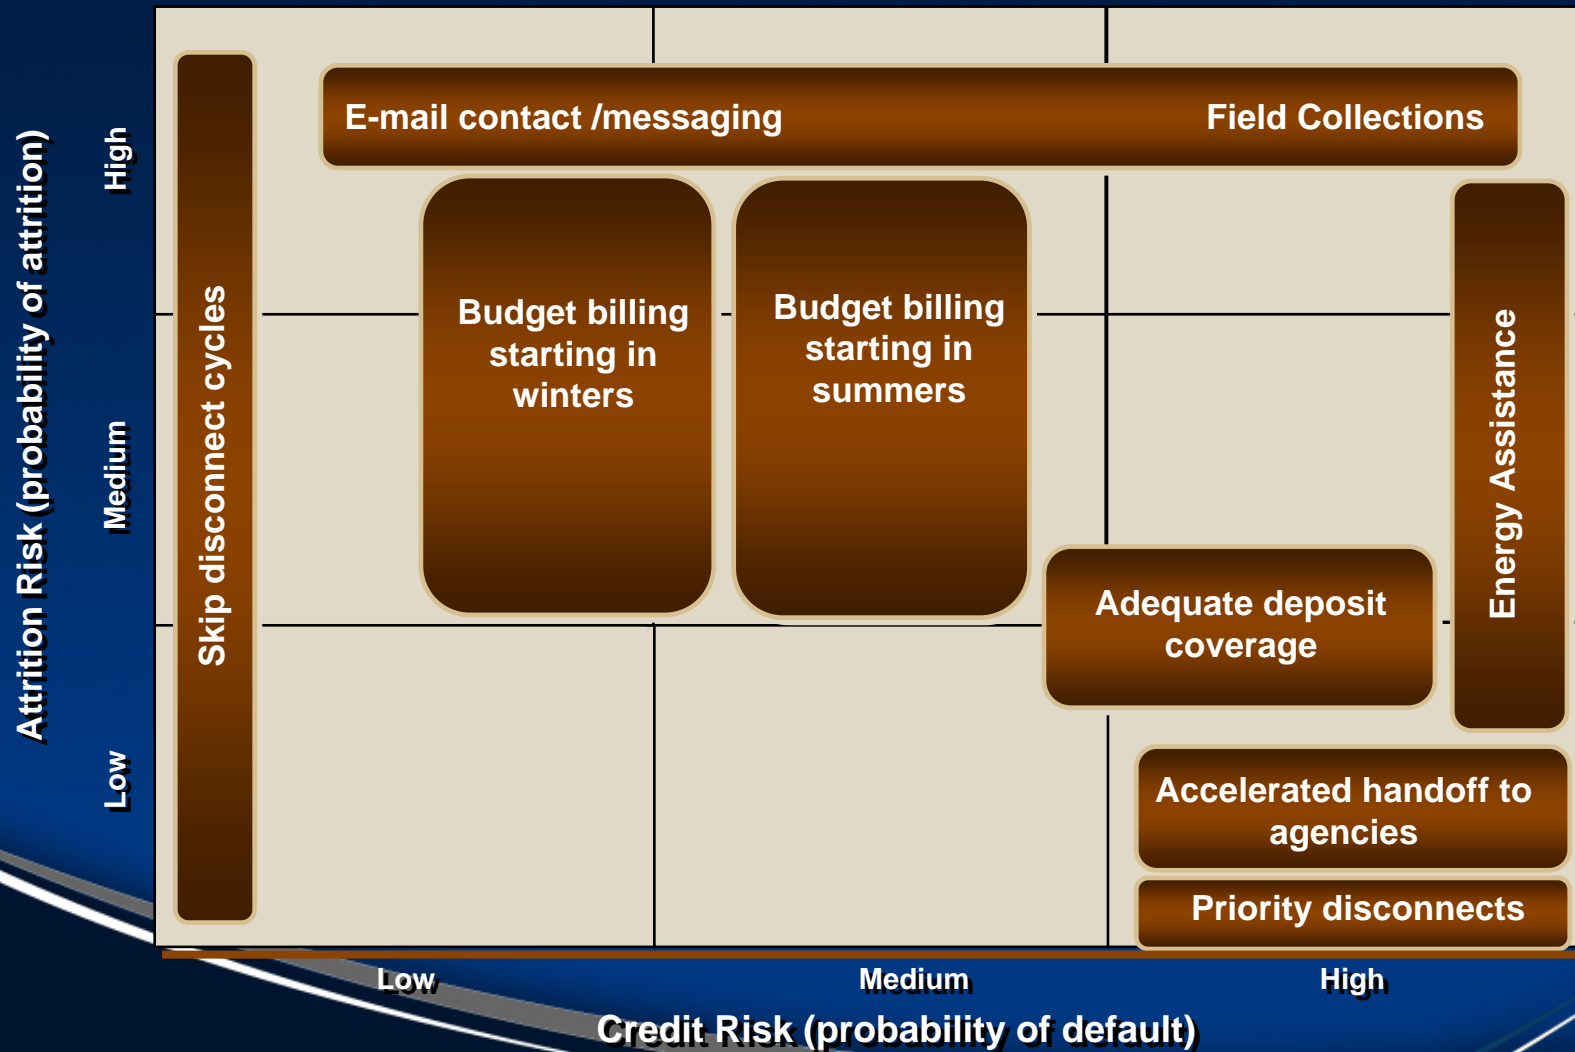 Attrition Risk (probability of attrition)
High
Medium
Low
Skip disconnect cycles
E-mail contact /messaging
Field Collections
Budget billing
starting in
winters
Budget billing
starting in
summers
Energy Assistance
Adequate deposit
coverage
Accelerated handoff to
agencies
Priority disconnects
Low
Medium
High
Credit Risk (probability of default)